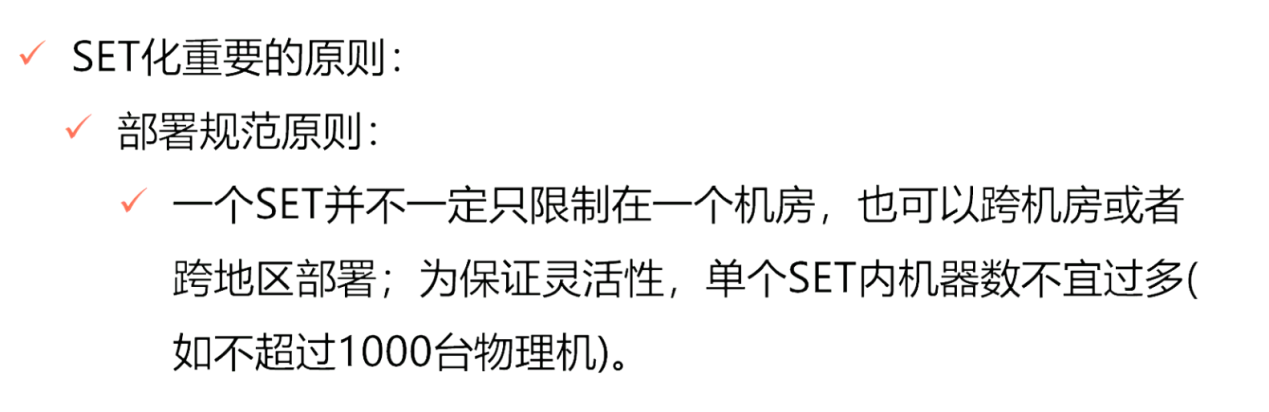 SET化重要的原则：
部署规范原则：
一个SET并不一定只限制在一个机房，也可以跨机房或者
跨地区部署；为保证灵活性，单个SET内机器数不宜过多(
如不超过1000台物理机)。